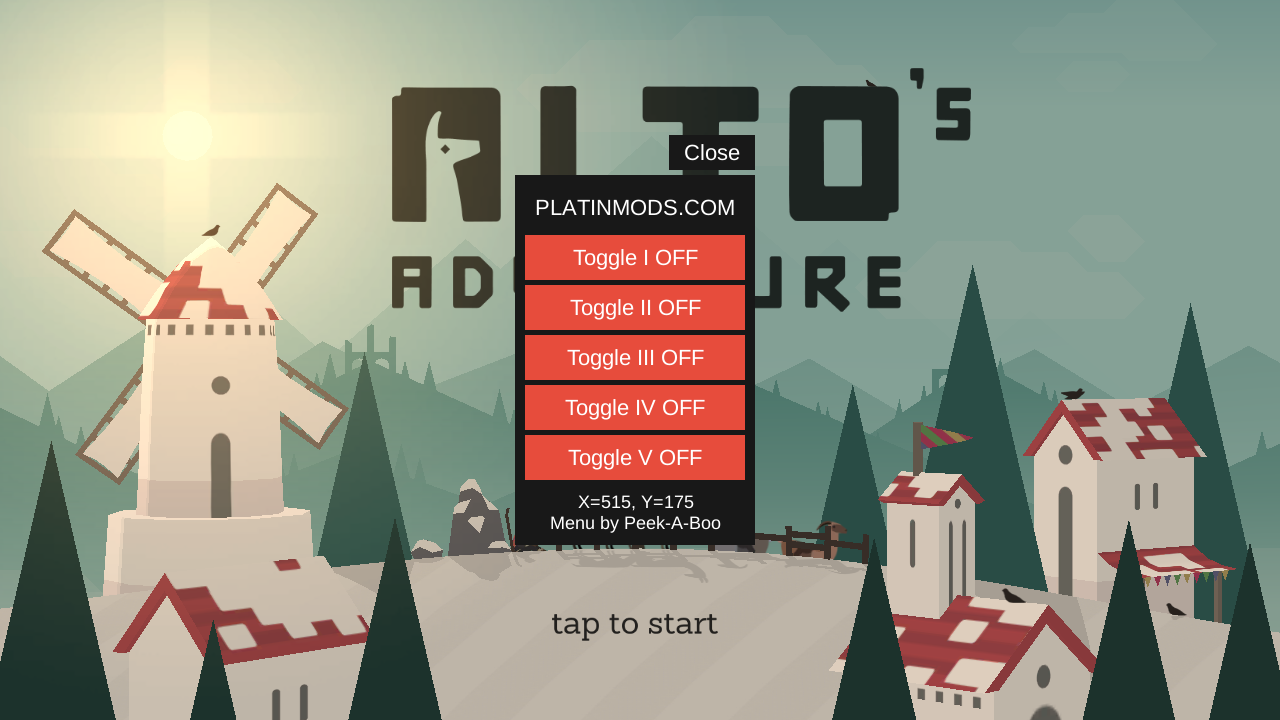 ALTO's
Close
PLATINMODS.COM
Toggle I OFF
Toggle II OFF
Toggle III OFF
Toggle IV OFF
Toggle V OFF
X=515, Y=175
Menu by Peek-A-Boo
tap to start